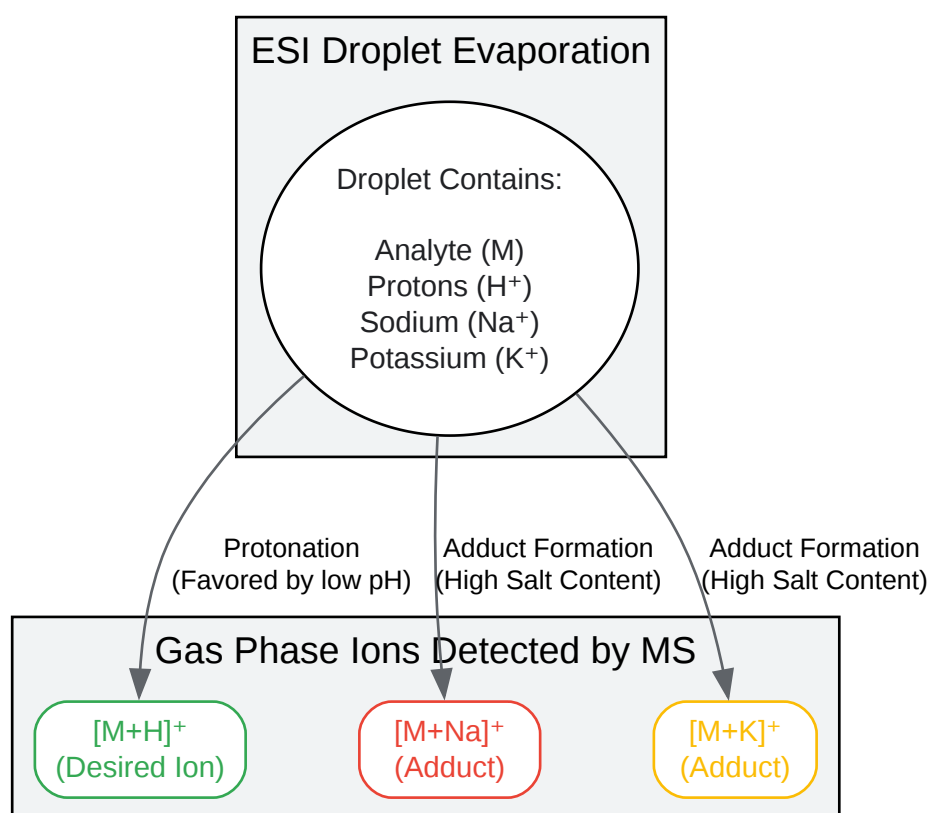 ESI Droplet Evaporation
Droplet Contains:
Analyte (M)
Protons (H⁺)
Sodium (Na⁺)
Potassium (K⁺)
Protonation
(Favored by low pH)
Adduct Formation
(High Salt Content)
Adduct Formation
(High Salt Content)
Gas Phase Ions Detected by MS
[M+H]⁺
(Desired Ion)
[M+Na]⁺
(Adduct)
[M+K]⁺
(Adduct)